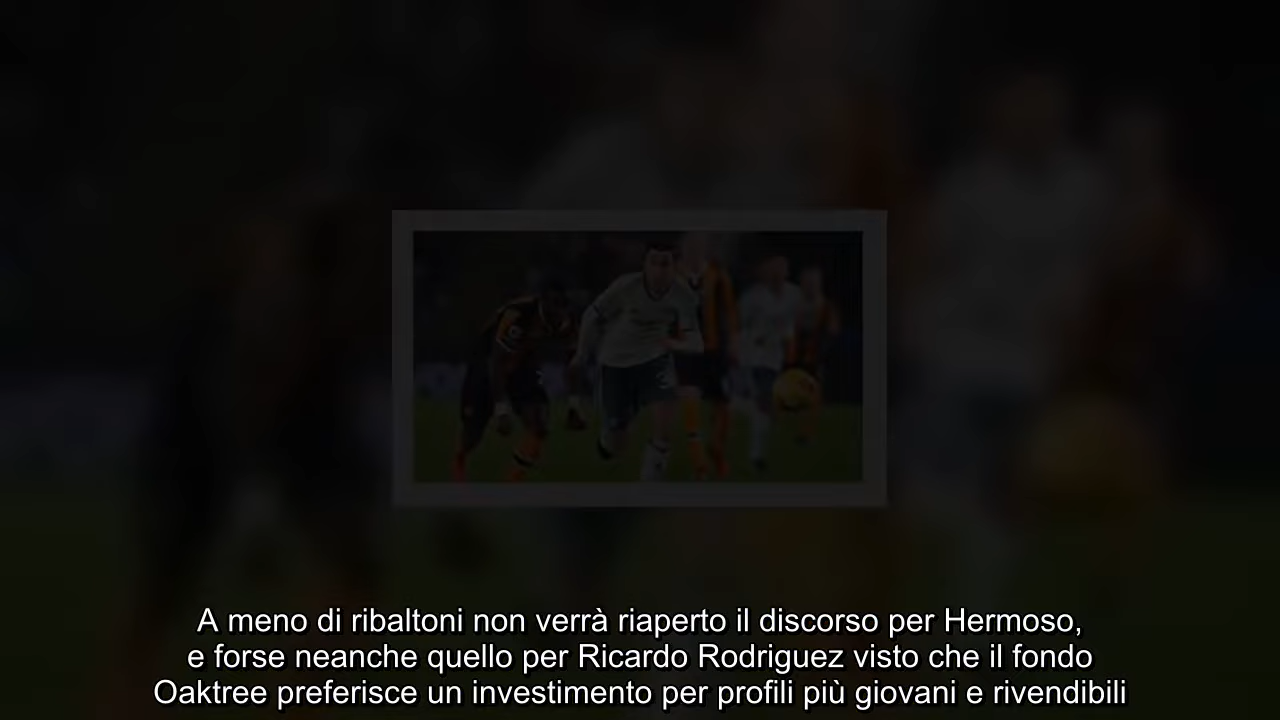 A meno di ribaltoni non verrà riaperto il discorso per Hermoso,
e forse neanche quello per Ricardo Rodriguez visto che il fondo
Oaktree preferisce un investimento per profili più giovani e rivendibili